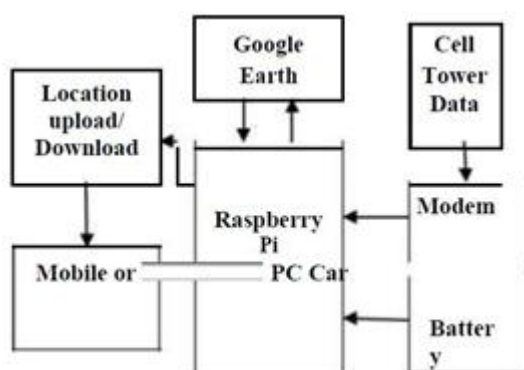 Google
Earth
Cell
Tower
Data
Location
upload/
Download
Raspberry
Pi
Modem
Mobile or
PC Car
Batter
y